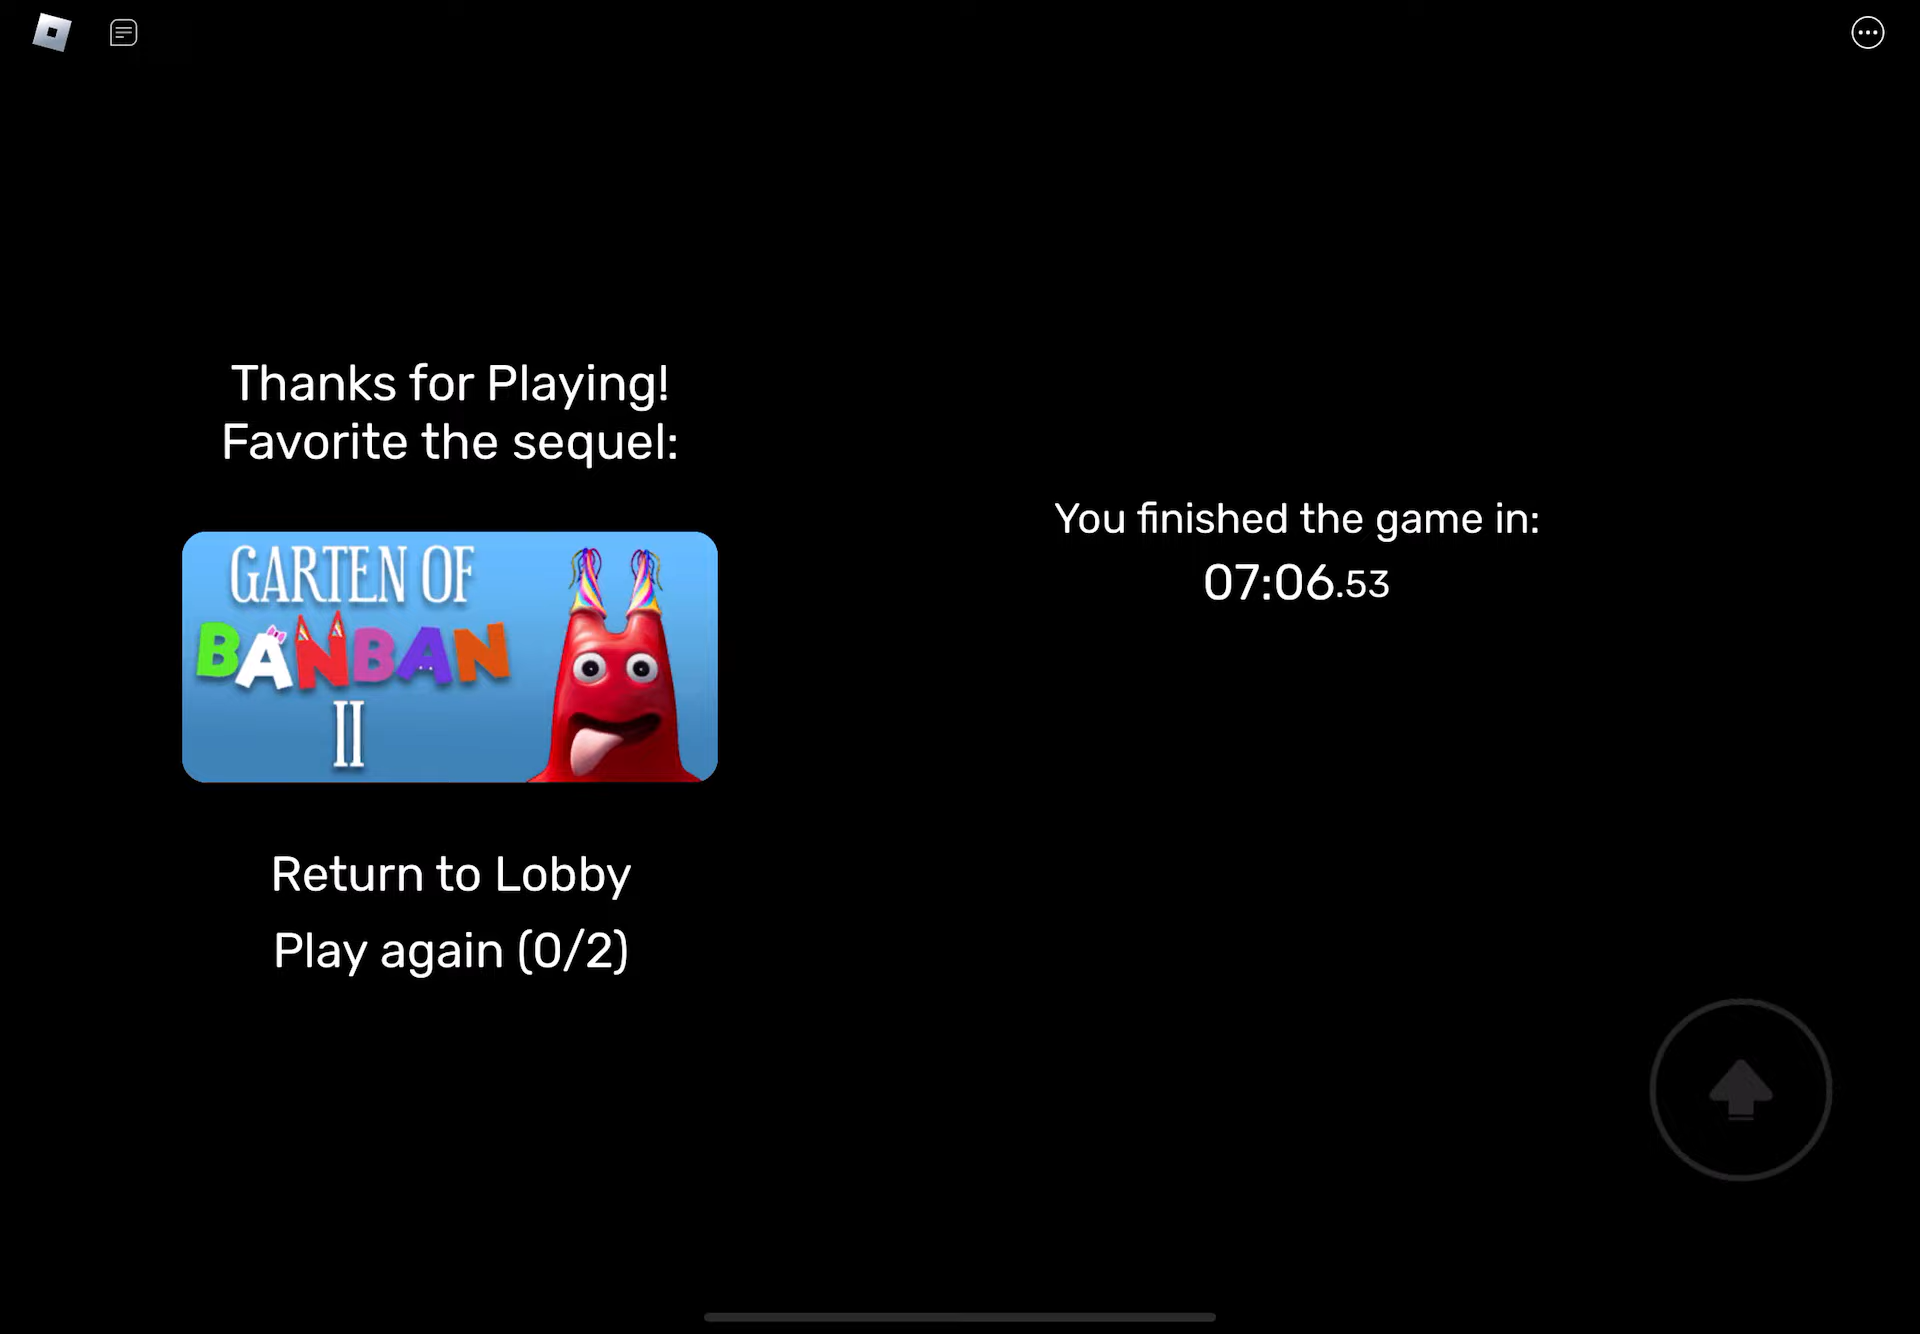 Thanks for Playing!
Favorite the sequel:
GARTEN OF
BANBAN
II
Return to Lobby
Play again (0/2)
You finished the game in:
07:06.53